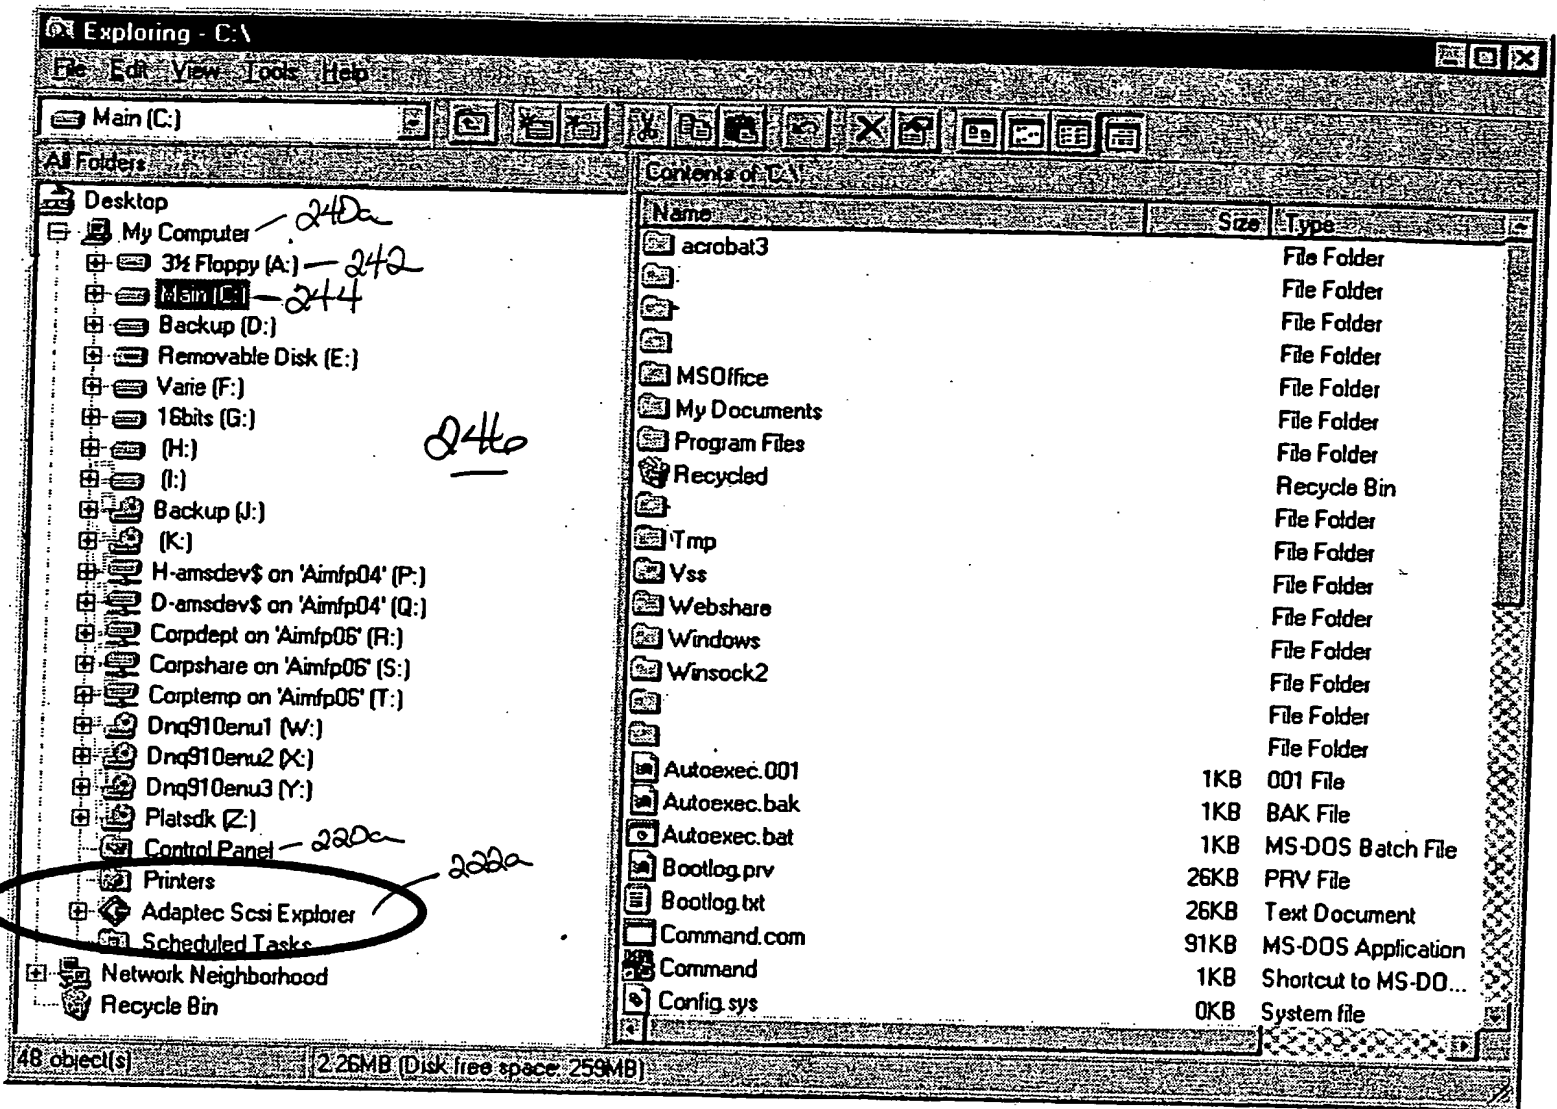 Exploring - C:\
File Edit View Tools Help
Main (C:)
All Folders
Contents of 'C:\'
Desktop
My Computer 240a
3½ Floppy (A:) 242
Main (C:) 244
Backup (D:)
Removable Disk (E:)
Varie (F:)
16bits (G:)
(H:)
246
(I:)
Backup (J:)
(K:)
H-amsdev$ on 'Aimfp04' (P:)
D-amsdev$ on 'Aimfp04' (Q:)
Corpdept on 'Aimfp06' (R:)
Corpshare on 'Aimfp06' (S:)
Corptemp on 'Aimfp06' (T:)
Dnq910enu1 (W:)
Dnq910enu2 (X:)
Dnq910enu3 (Y:)
Platsdk (Z:)
Control Panel 220a
Printers
222a
Adaptec Scsi Explorer
Scheduled Tasks
Network Neighborhood
Recycle Bin
Name Size Type
acrobat3 File Folder
File Folder
File Folder
File Folder
MSOffice File Folder
My Documents File Folder
Program Files File Folder
Recycled Recycle Bin
File Folder
Tmp File Folder
Vss File Folder
Webshare File Folder
Windows File Folder
Winsock2 File Folder
File Folder
File Folder
Autoexec.001 1KB 001 File
Autoexec.bak 1KB BAK File
Autoexec.bat 1KB MS-DOS Batch File
Bootlog.prv 26KB PRV File
Bootlog.txt 26KB Text Document
Command.com 91KB MS-DOS Application
Command 1KB Shortcut to MS-DO...
Config.sys 0KB System file
48 object(s) 2.26MB (Disk free space: 259MB)